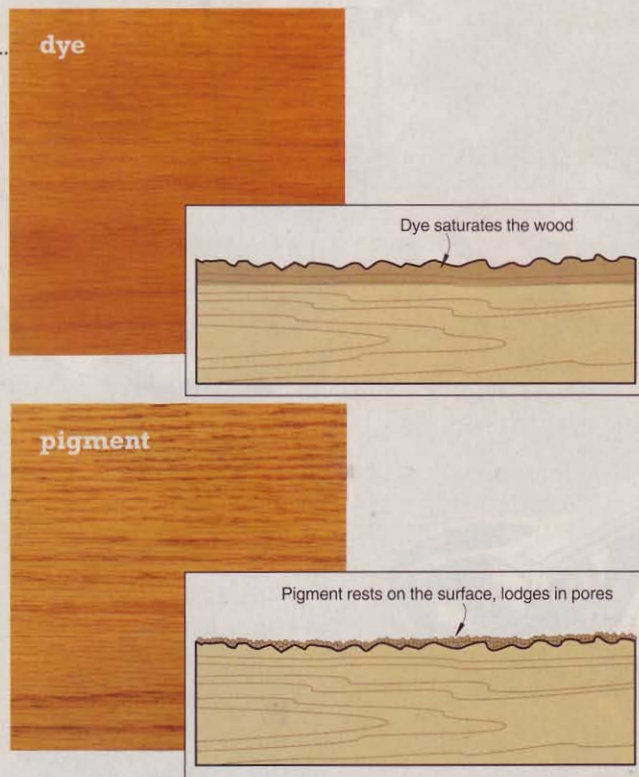 dye
Dye saturates the wood
pigment
Pigment rests on the surface, lodges in pores